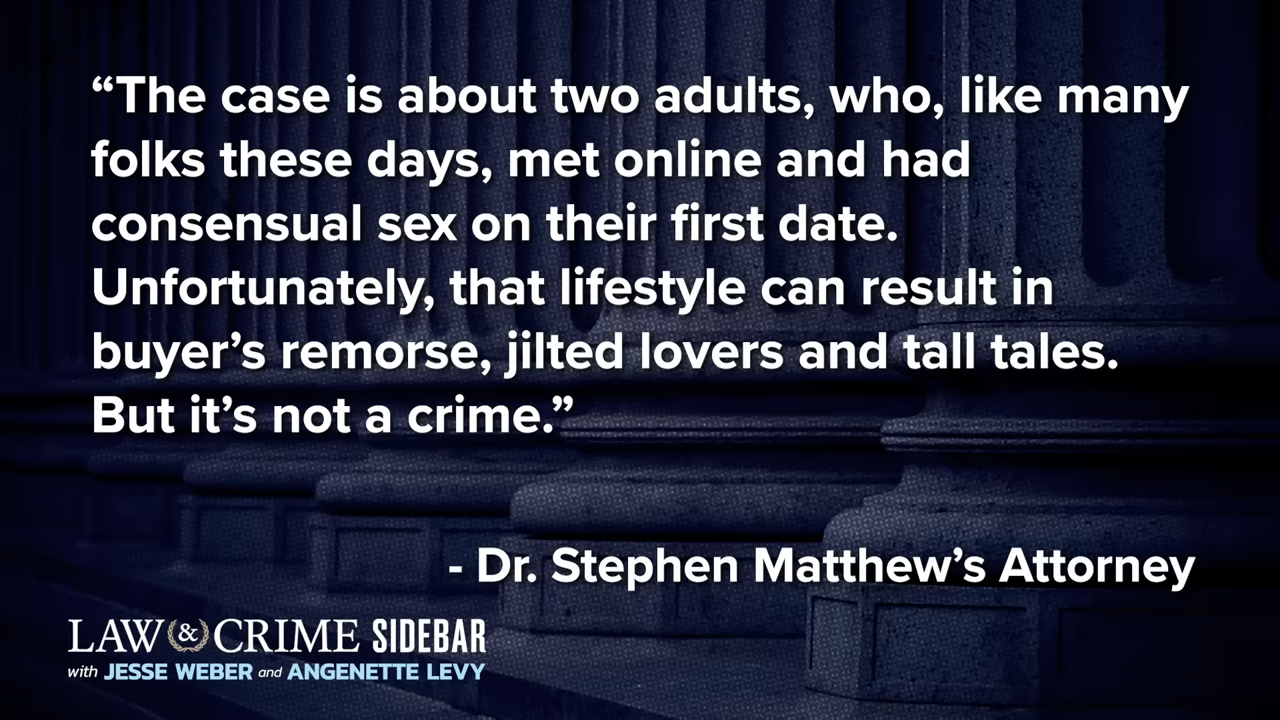 “The case is about two adults, who, like many
folks these days, met online and had
consensual sex on their first date.
Unfortunately, that lifestyle can result in
buyer’s remorse, jilted lovers and tall tales.
But it’s not a crime.”
- Dr. Stephen Matthew’s Attorney
LAW & CRIME SIDEBAR
with JESSE WEBER and ANGENETTE LEVY